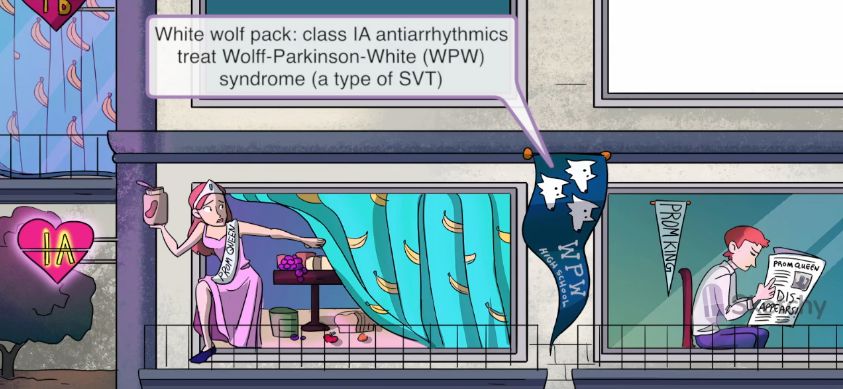 IB
White wolf pack: class IA antiarrhythmics
treat Wolff-Parkinson-White (WPW)
syndrome (a type of SVT)
IA
PROM QUEEN
WPW
HIGH SCHOOL
PROM KING
PROM QUEEN
DIS-
APPEARS!